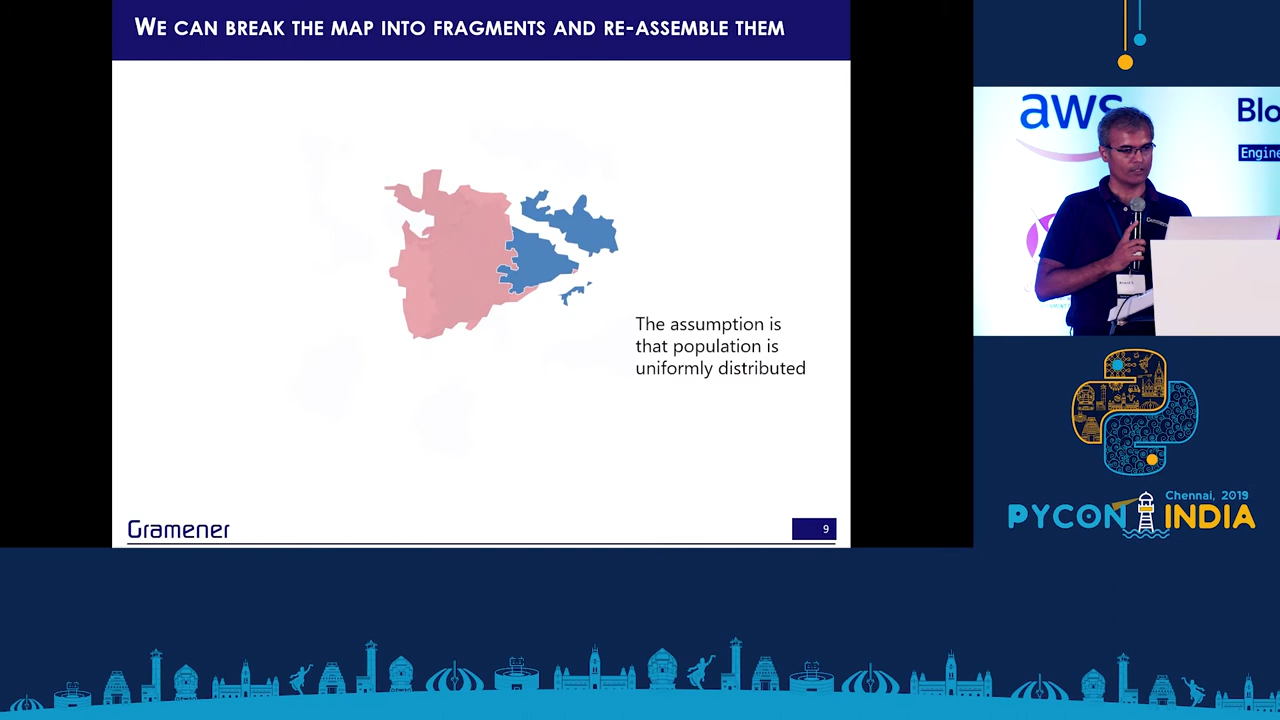 WE CAN BREAK THE MAP INTO FRAGMENTS AND RE-ASSEMBLE THEM
The assumption is
that population is
uniformly distributed
Gramener
9
aws
Blo
Engine
Chennai, 2019
PYCON INDIA